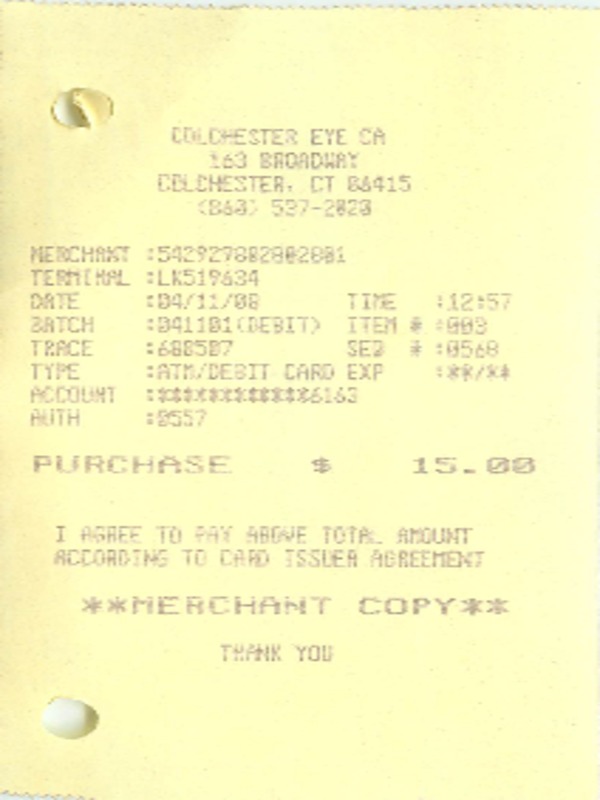 COLCHESTER EYE CA
163 BROADWAY
COLCHESTER, CT 06415
(860) 537-2020
MERCHANT :542927802802801
TERMINAL :LK519634
DATE :04/11/08 TIME :12:57
BATCH :041101(DEBIT) ITEM # :003
TRACE :680507 SEQ # :0568
TYPE :ATM/DEBIT CARD EXP :**/**
ACCOUNT :************6163
AUTH :0557
PURCHASE $ 15.00
I AGREE TO PAY ABOVE TOTAL AMOUNT
ACCORDING TO CARD ISSUER AGREEMENT
**MERCHANT COPY**
THANK YOU